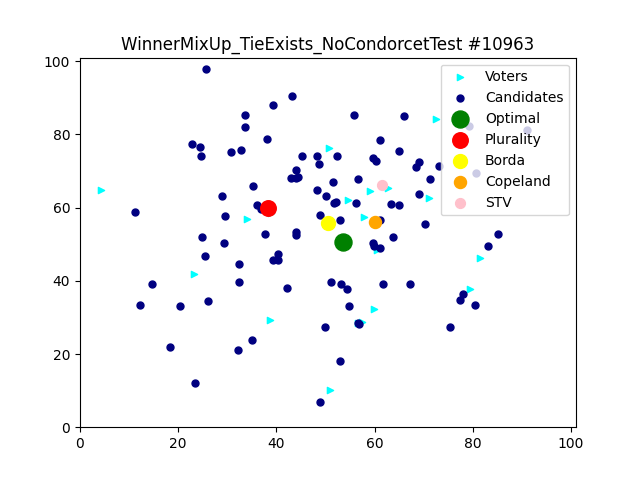 WinnerMixUp_TieExists_NoCondorcetTest #10963
100
80
60
40
20
0
0 20 40 60 80 100
Voters
Candidates
Optimal
Plurality
Borda
Copeland
STV